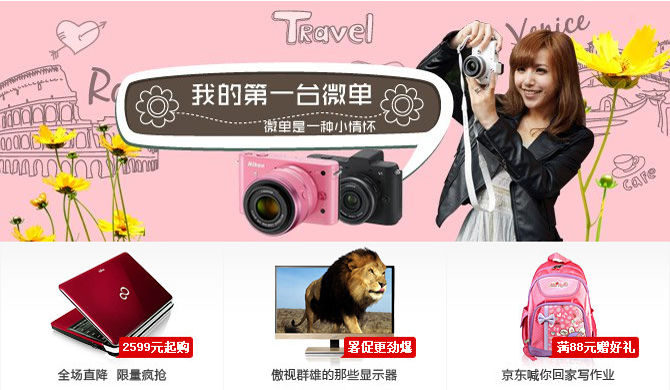 Travel
Venice
Ro
我的第一台微单
微单是一种小情怀
Nikon
cafe
2599元起购
暑促更劲爆
满88元赠好礼
全场直降 限量疯抢
傲视群雄的那些显示器
京东喊你回家写作业